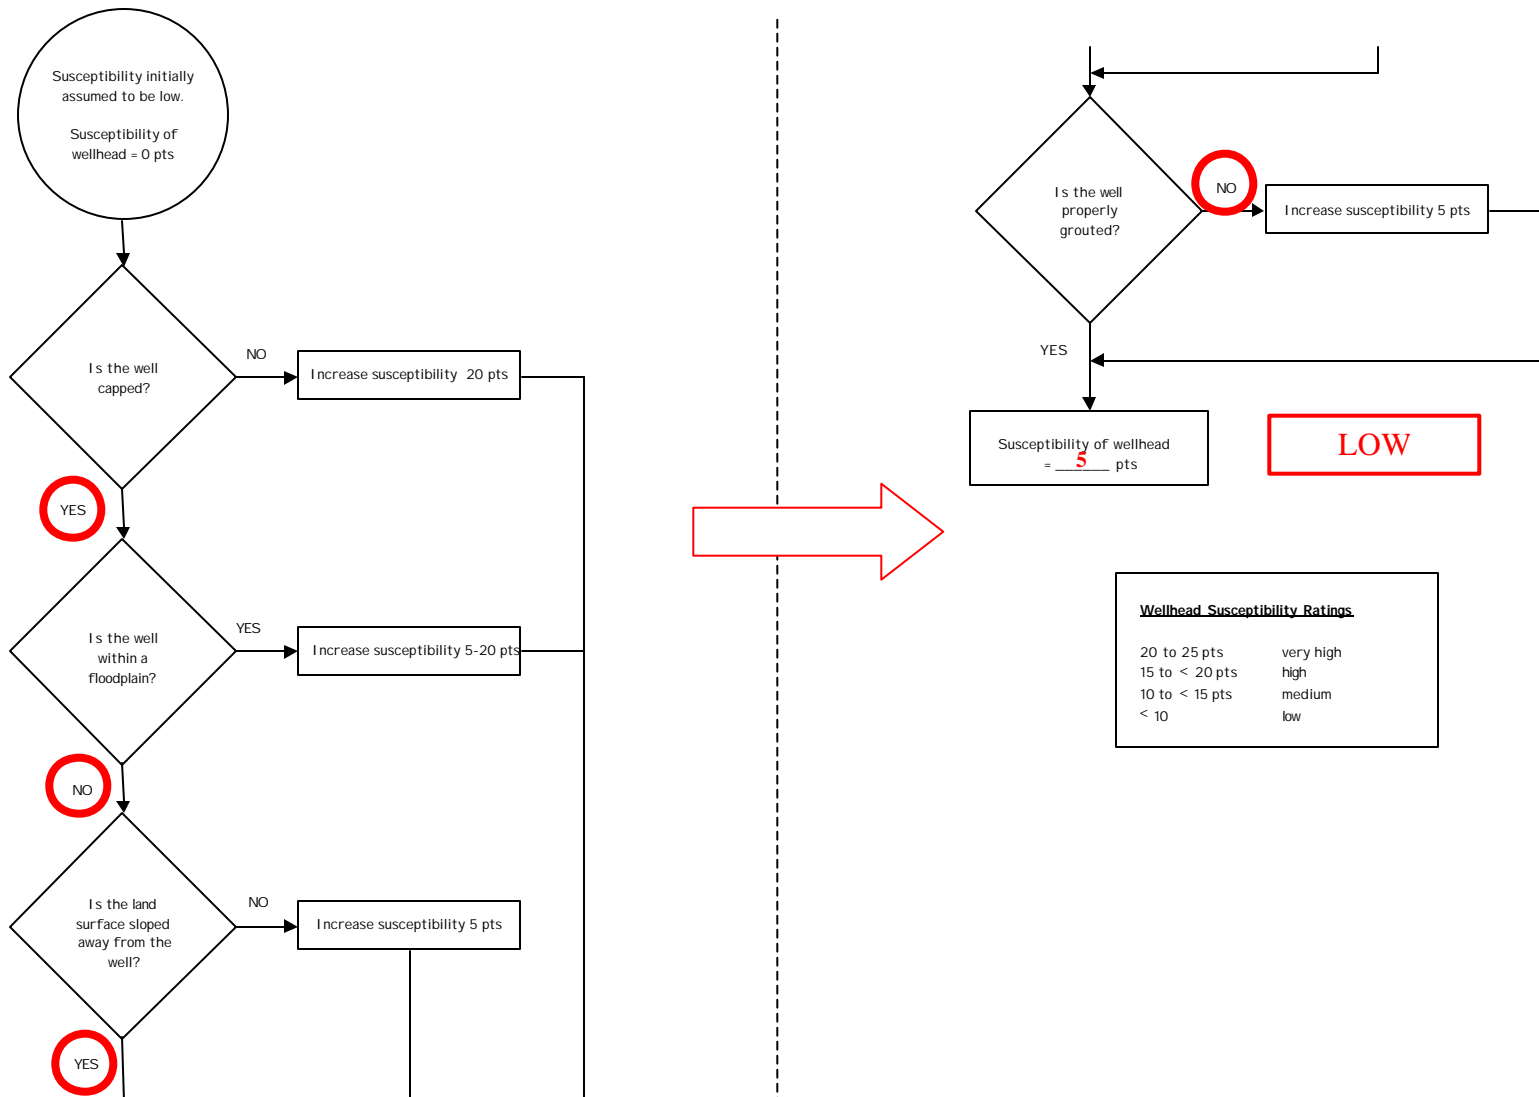 Susceptibility initially
assumed to be low.
Susceptibility of
wellhead = 0 pts
Is the well
capped?
NO
Increase susceptibility 20 pts
YES
Is the well
within a
floodplain?
YES
Increase susceptibility 5-20 pts
NO
Is the land
surface sloped
away from the
well?
NO
Increase susceptibility 5 pts
YES
Is the well
properly
grouted?
NO
Increase susceptibility 5 pts
YES
Susceptibility of wellhead
= ___5___ pts
LOW
Wellhead Susceptibility Ratings
20 to 25 pts very high
15 to < 20 pts high
10 to < 15 pts medium
< 10 low